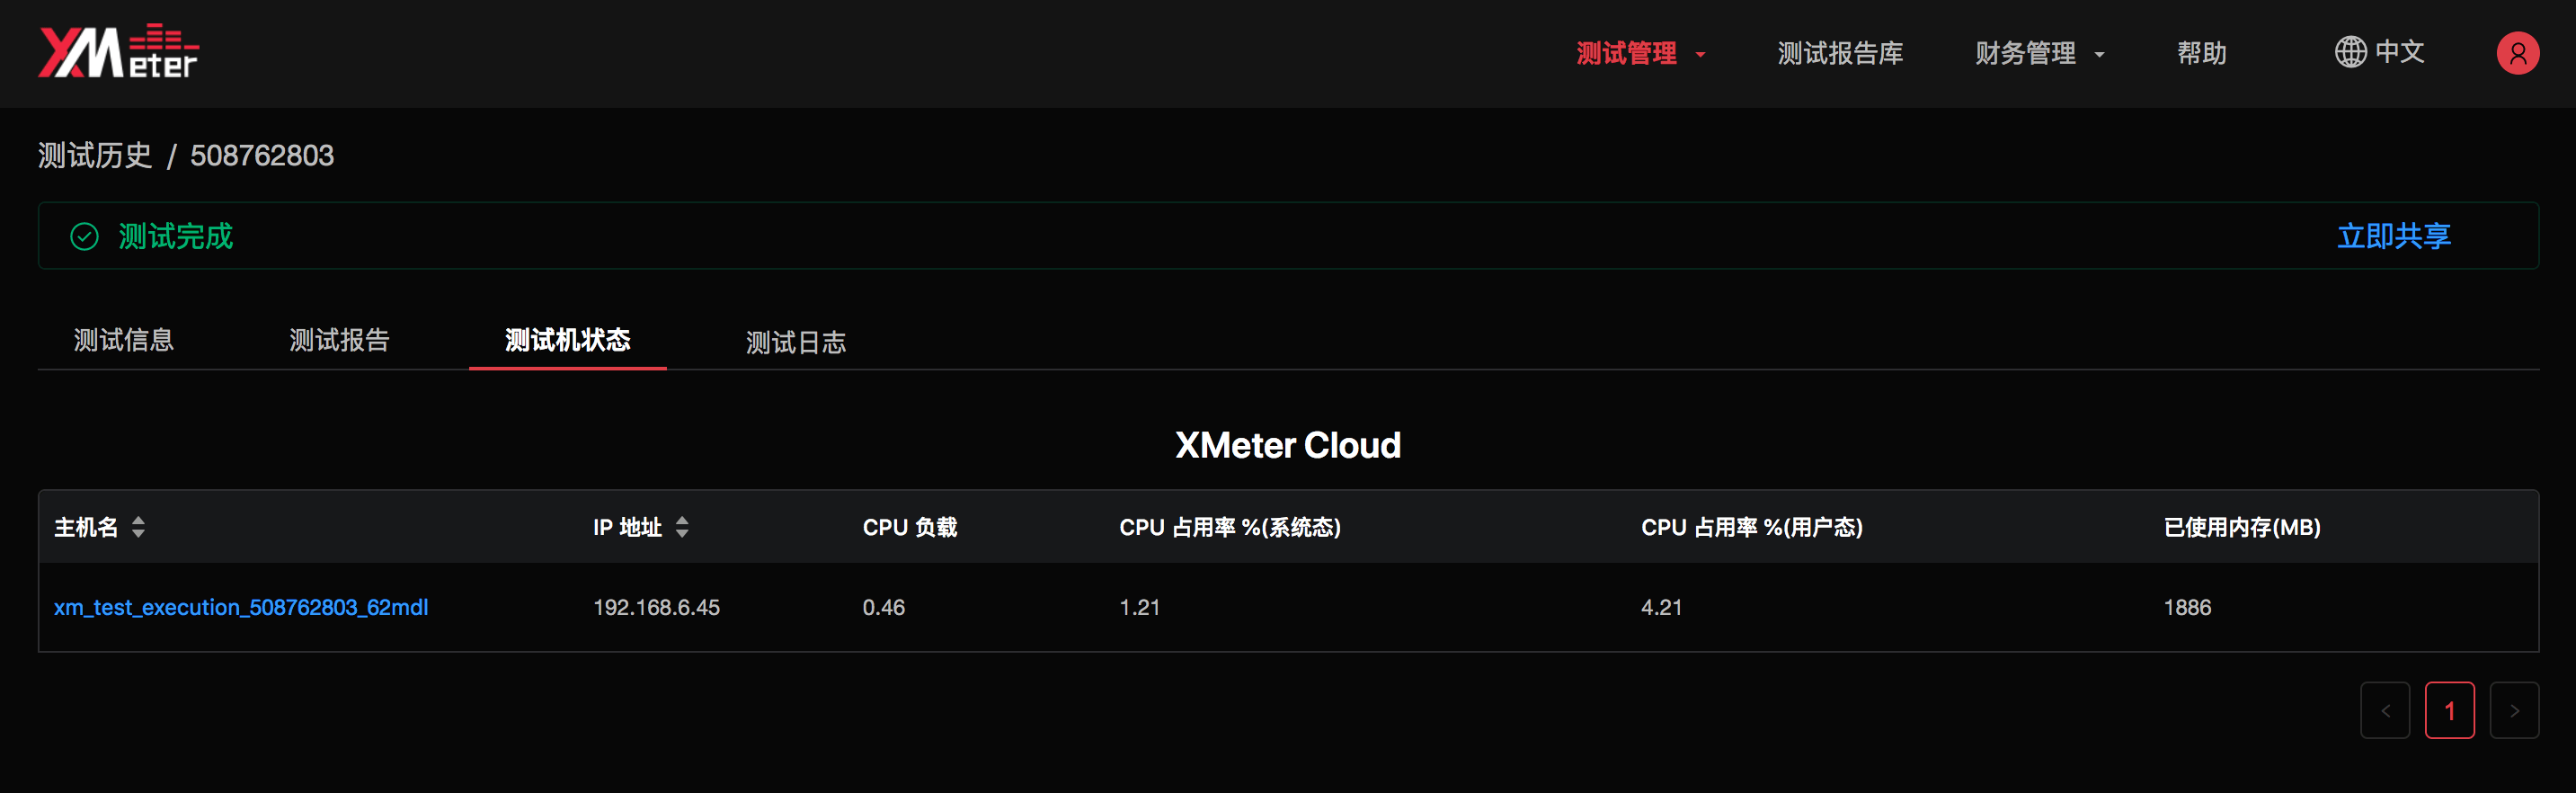 XMeter
测试管理 测试报告库 财务管理 帮助 中文
测试历史 / 508762803
测试完成 立即共享
测试信息 测试报告 测试机状态 测试日志
XMeter Cloud
主机名 IP 地址 CPU 负载 CPU 占用率 %(系统态) CPU 占用率 %(用户态) 已使用内存(MB)
xm_test_execution_508762803_62mdl 192.168.6.45 0.46 1.21 4.21 1886
< 1 >